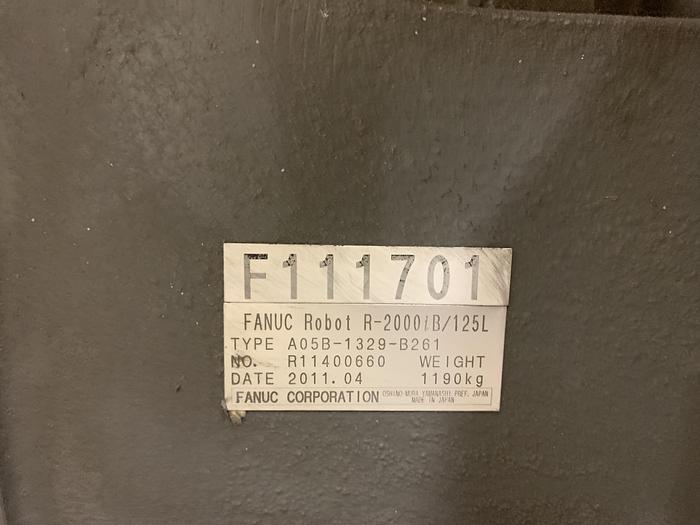 F111701
FANUC Robot R-2000iB/125L
TYPE A05B-1329-B261
NO. R11400660 WEIGHT
DATE 2011.04 1190kg
FANUC CORPORATION OSHINO-MURA YAMANASHI PREF. JAPAN
MADE IN JAPAN